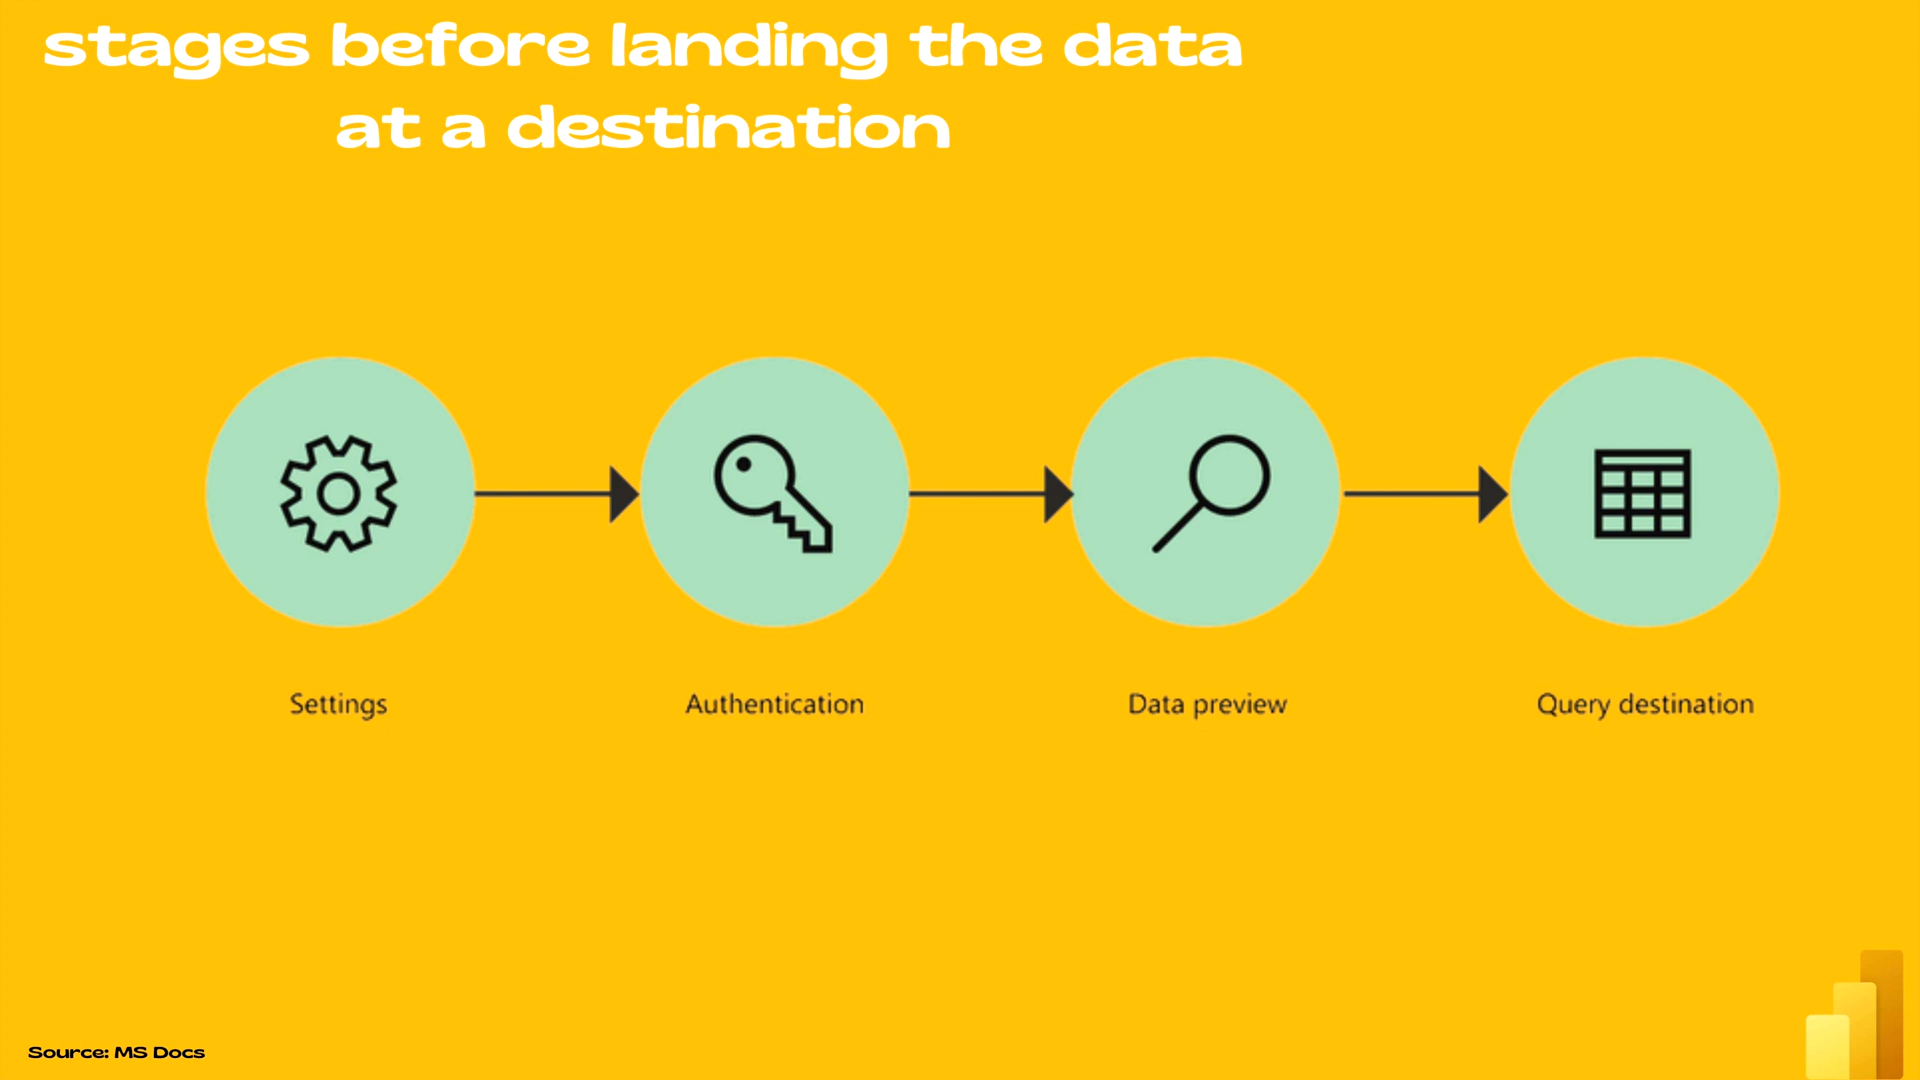 stages before landing the data
at a destination
Settings
Authentication
Data preview
Query destination
Source: MS Docs